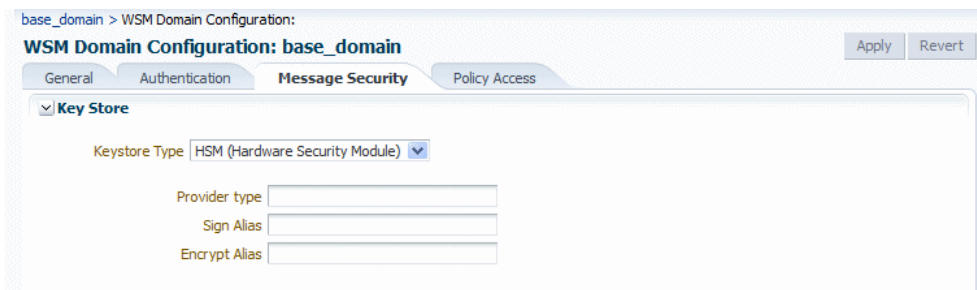 base_domain > WSM Domain Configuration:
WSM Domain Configuration: base_domain
Apply Revert
General Authentication Message Security Policy Access
Key Store
Keystore Type HSM (Hardware Security Module)
Provider type
Sign Alias
Encrypt Alias